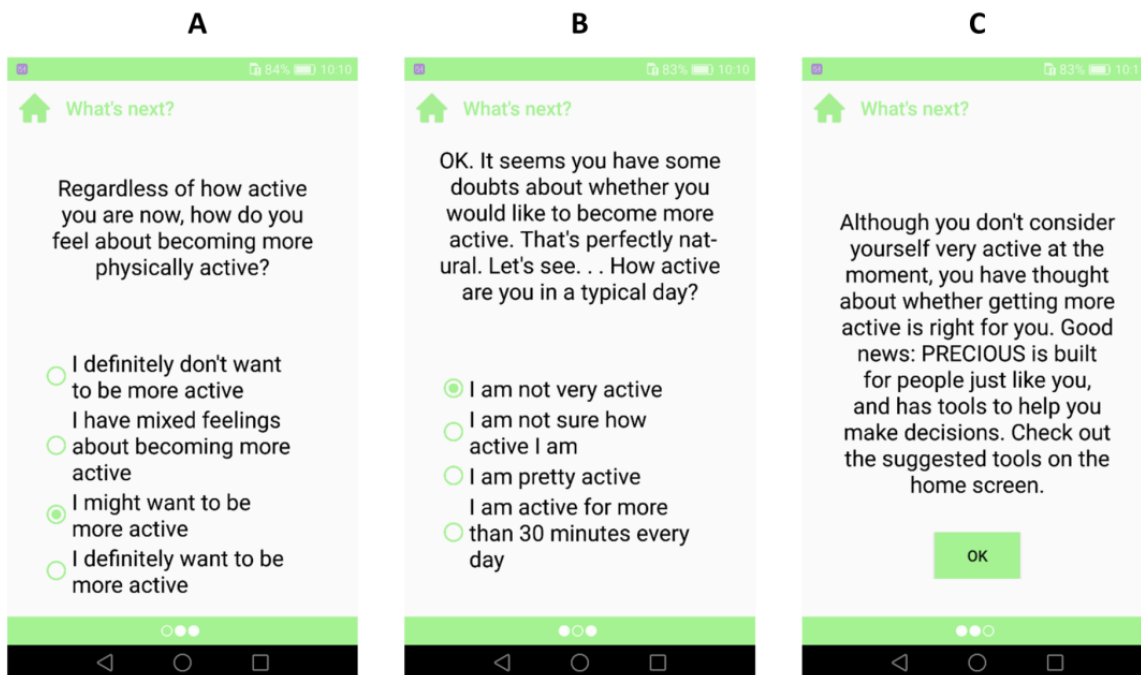 A
84% 10:10
What's next?
Regardless of how active
you are now, how do you
feel about becoming more
physically active?
I definitely don't want
to be more active
I have mixed feelings
about becoming more
active
I might want to be
more active
I definitely want to be
more active
B
83% 10:10
What's next?
OK. It seems you have some
doubts about whether you
would like to become more
active. That's perfectly nat-
ural. Let's see. . . How active
are you in a typical day?
I am not very active
I am not sure how
active I am
I am pretty active
I am active for more
than 30 minutes every
day
C
83% 10:1
What's next?
Although you don't consider
yourself very active at the
moment, you have thought
about whether getting more
active is right for you. Good
news: PRECIOUS is built
for people just like you,
and has tools to help you
make decisions. Check out
the suggested tools on the
home screen.
OK